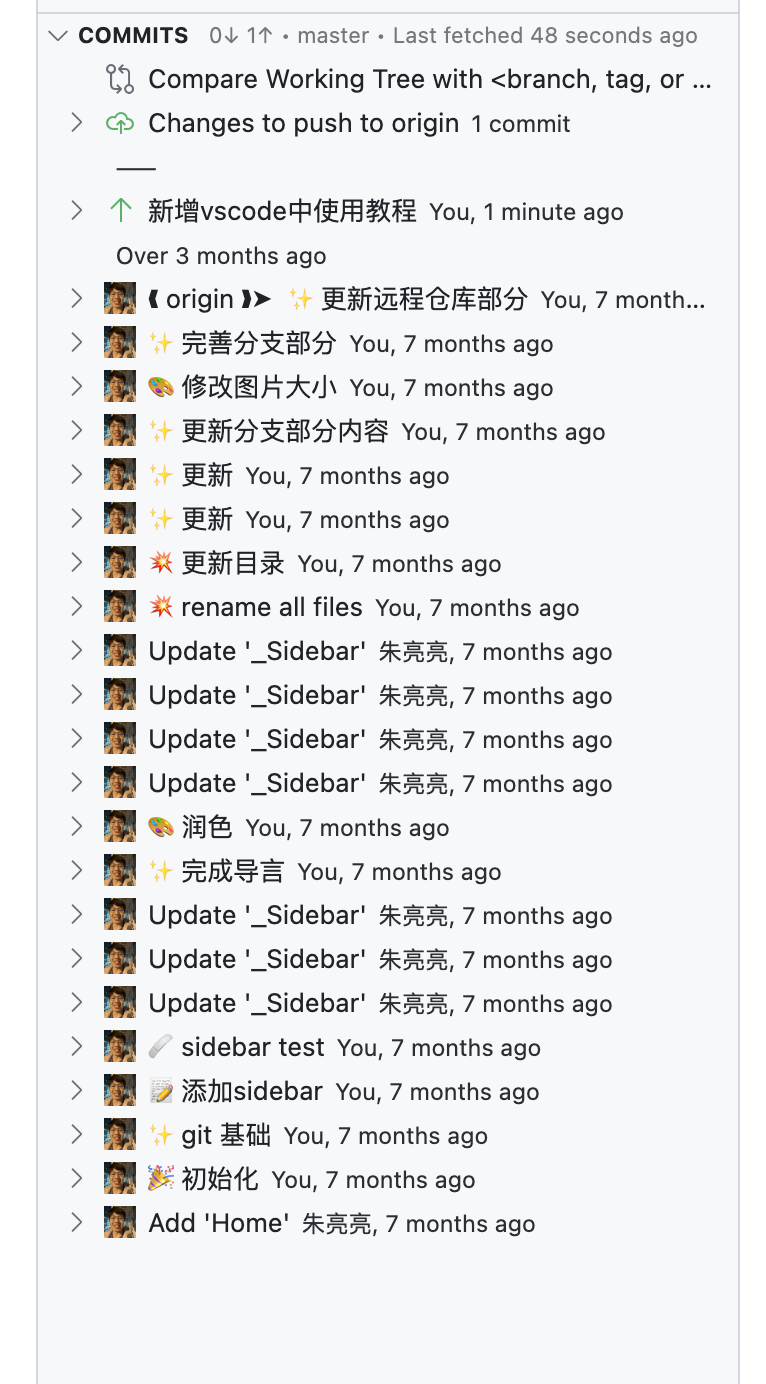 COMMITS 0↓ 1↑ • master • Last fetched 48 seconds ago
Compare Working Tree with <branch, tag, or ...
Changes to push to origin 1 commit
新增vscode中使用教程 You, 1 minute ago
Over 3 months ago
❰ origin ❱➤ ✨ 更新远程仓库部分 You, 7 month...
✨ 完善分支部分 You, 7 months ago
🎨 修改图片大小 You, 7 months ago
✨ 更新分支部分内容 You, 7 months ago
✨ 更新 You, 7 months ago
✨ 更新 You, 7 months ago
💥 更新目录 You, 7 months ago
💥 rename all files You, 7 months ago
Update '_Sidebar' 朱亮亮, 7 months ago
Update '_Sidebar' 朱亮亮, 7 months ago
Update '_Sidebar' 朱亮亮, 7 months ago
Update '_Sidebar' 朱亮亮, 7 months ago
🎨 润色 You, 7 months ago
✨ 完成导言 You, 7 months ago
Update '_Sidebar' 朱亮亮, 7 months ago
Update '_Sidebar' 朱亮亮, 7 months ago
Update '_Sidebar' 朱亮亮, 7 months ago
🩹 sidebar test You, 7 months ago
📝 添加sidebar You, 7 months ago
✨ git 基础 You, 7 months ago
🎉 初始化 You, 7 months ago
Add 'Home' 朱亮亮, 7 months ago